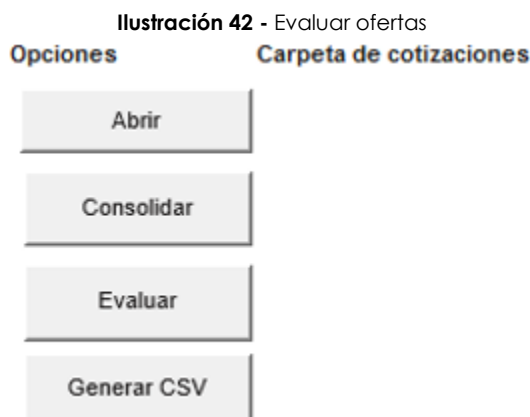 Ilustración 42 - Evaluar ofertas
Opciones Carpeta de cotizaciones
Abrir
Consolidar
Evaluar
Generar CSV